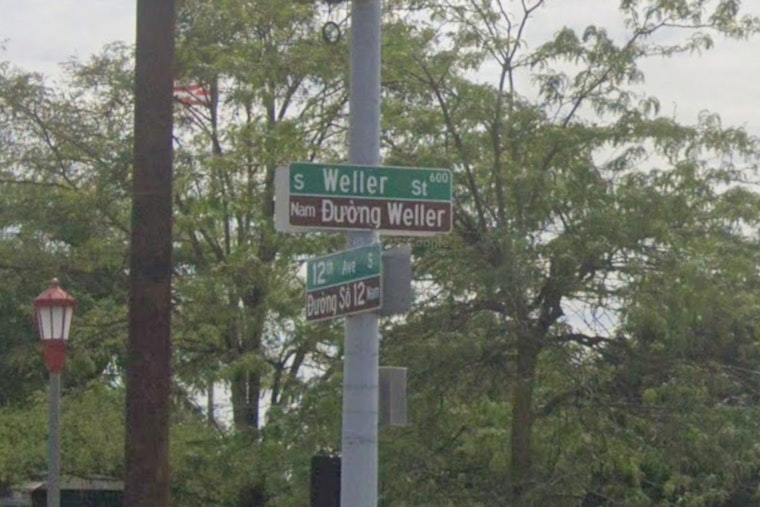 S Weller St 600
Nam Đường Weller
12th Ave S
Đường Số 12 Nam